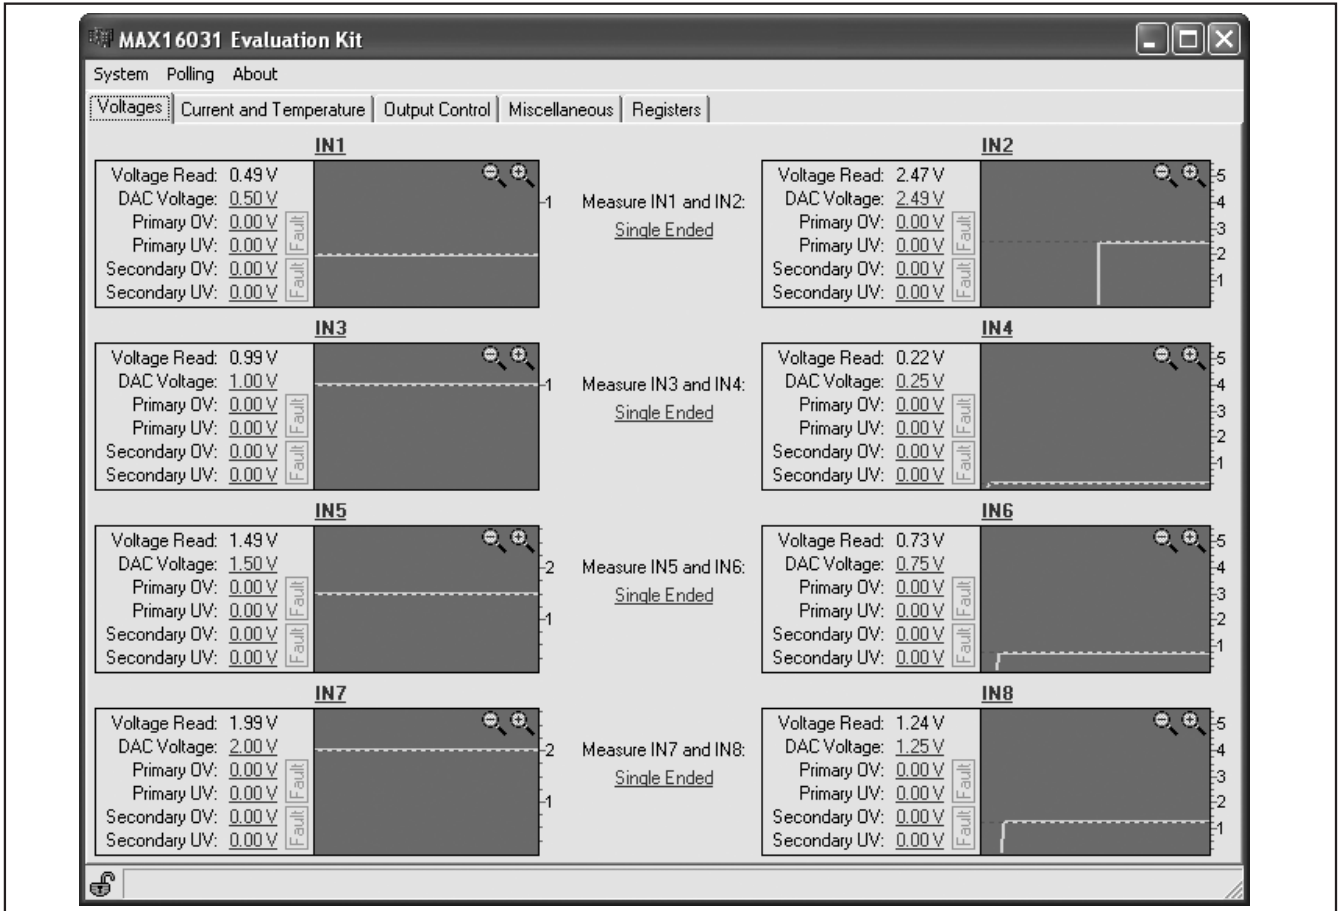 MAX16031 Evaluation Kit
System Polling About
Voltages Current and Temperature Output Control Miscellaneous Registers
IN1
Voltage Read: 0.49 V
DAC Voltage: 0.50 V
Primary OV: 0.00 V
Primary UV: 0.00 V
Fault
Secondary OV: 0.00 V
Secondary UV: 0.00 V
Fault
1
Measure IN1 and IN2:
Single Ended
IN2
Voltage Read: 2.47 V
DAC Voltage: 2.49 V
Primary OV: 0.00 V
Primary UV: 0.00 V
Fault
Secondary OV: 0.00 V
Secondary UV: 0.00 V
Fault
5
4
3
2
1
IN3
Voltage Read: 0.99 V
DAC Voltage: 1.00 V
Primary OV: 0.00 V
Primary UV: 0.00 V
Fault
Secondary OV: 0.00 V
Secondary UV: 0.00 V
Fault
1
Measure IN3 and IN4:
Single Ended
IN4
Voltage Read: 0.22 V
DAC Voltage: 0.25 V
Primary OV: 0.00 V
Primary UV: 0.00 V
Fault
Secondary OV: 0.00 V
Secondary UV: 0.00 V
Fault
5
4
3
2
1
IN5
Voltage Read: 1.49 V
DAC Voltage: 1.50 V
Primary OV: 0.00 V
Primary UV: 0.00 V
Fault
Secondary OV: 0.00 V
Secondary UV: 0.00 V
Fault
2
1
Measure IN5 and IN6:
Single Ended
IN6
Voltage Read: 0.73 V
DAC Voltage: 0.75 V
Primary OV: 0.00 V
Primary UV: 0.00 V
Fault
Secondary OV: 0.00 V
Secondary UV: 0.00 V
Fault
5
4
3
2
1
IN7
Voltage Read: 1.99 V
DAC Voltage: 2.00 V
Primary OV: 0.00 V
Primary UV: 0.00 V
Fault
Secondary OV: 0.00 V
Secondary UV: 0.00 V
Fault
2
1
Measure IN7 and IN8:
Single Ended
IN8
Voltage Read: 1.24 V
DAC Voltage: 1.25 V
Primary OV: 0.00 V
Primary UV: 0.00 V
Fault
Secondary OV: 0.00 V
Secondary UV: 0.00 V
Fault
5
4
3
2
1